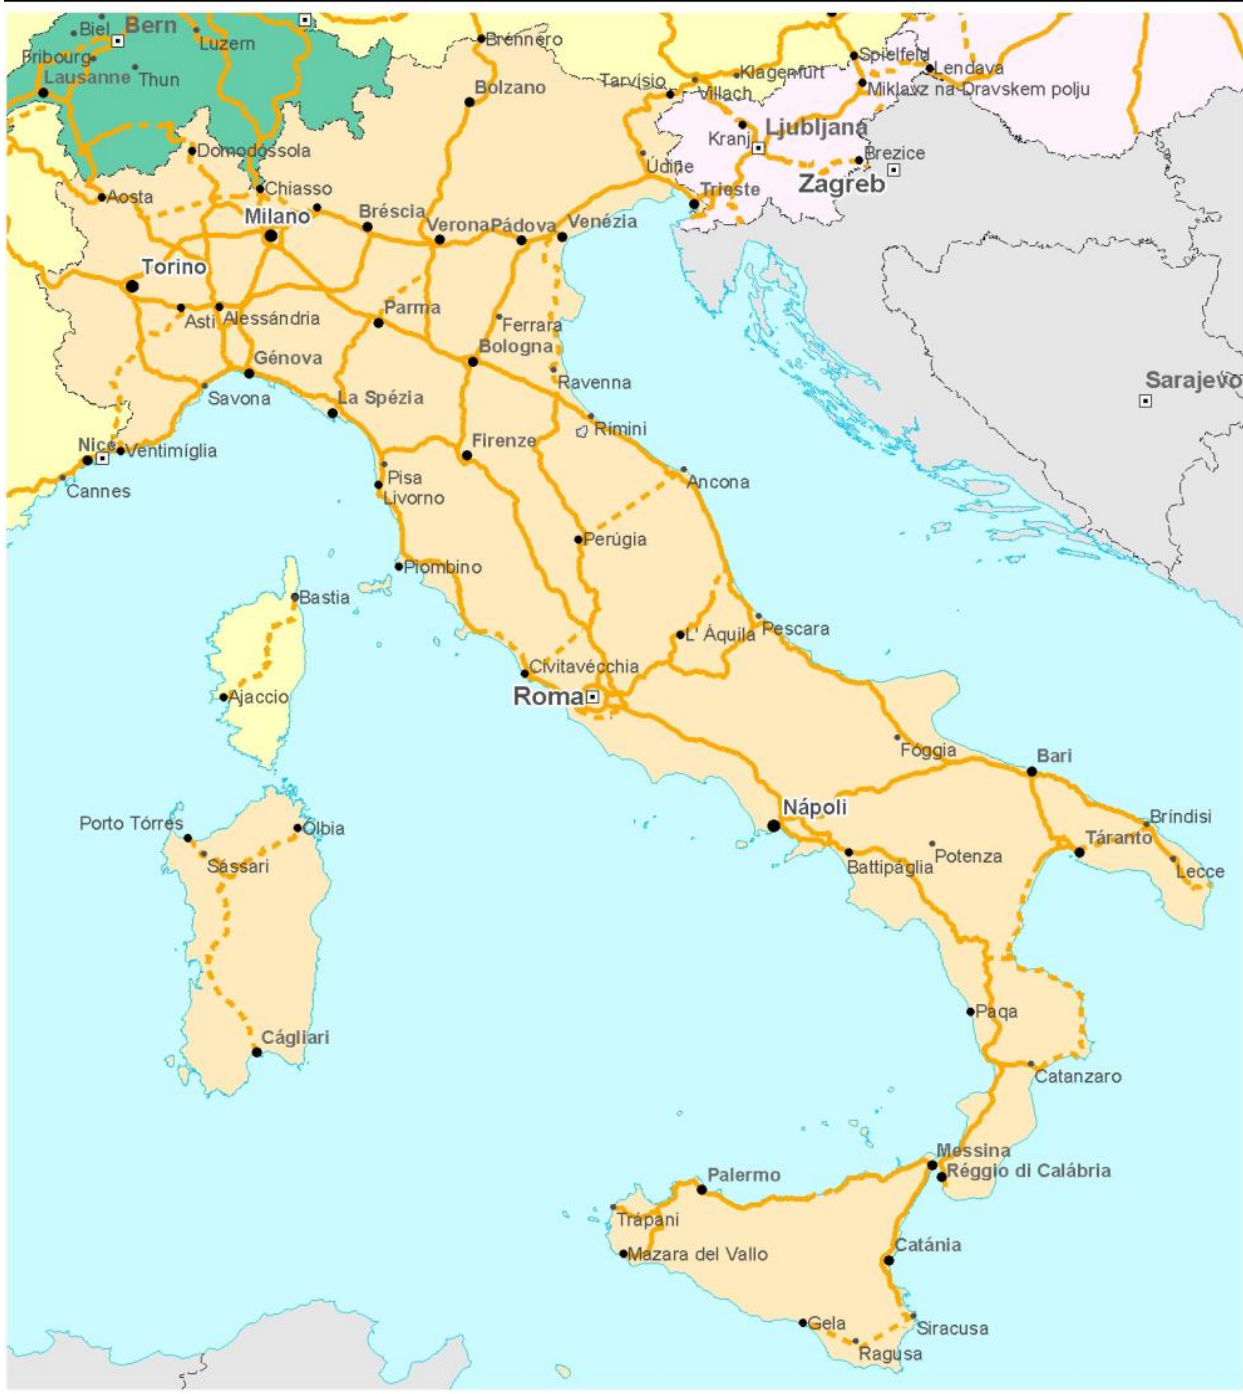 Biel
Bern
Luzern
Brennero
Fribourg
Lausanne
Thun
Spielfeld
Lendava
Tarvisio
Klagenfurt
Villach
Miklavz na Dravskem polju
Bolzano
Kranj
Ljubljana
Domodóssola
Udine
Brezice
Zagreb
Aosta
Chiasso
Trieste
Milano
Bréscia
Verona
Pádova
Venézia
Torino
Asti
Alessándria
Parma
Ferrara
Génova
Bologna
Ravenna
Sarajevo
Savona
La Spézia
Rímini
Nice
Ventimíglia
Firenze
Cannes
Pisa
Livorno
Ancona
Perúgia
Piombino
Bastia
L' Áquila
Pescara
Civitavécchia
Ajaccio
Roma
Fóggia
Bari
Nápoli
Porto Tórres
Olbia
Bríndisi
Sássari
Potenza
Táranto
Battipáglia
Lecce
Paqa
Cágliari
Catanzaro
Messina
Réggio di Calábria
Palermo
Trápani
Mazara del Vallo
Catánia
Gela
Siracusa
Ragusa